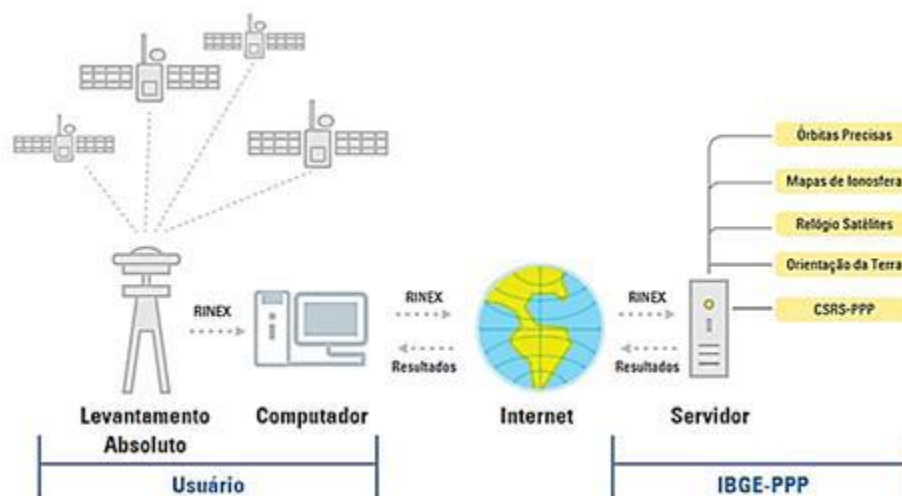 Órbitas Precisas
Mapas de Ionosfera
Relógio Satélites
Orientação da Terra
CSRS-PPP
RINEX
RINEX
RINEX
Resultados
Resultados
Levantamento
Absoluto
Computador
Internet
Servidor
Usuário
IBGE-PPP